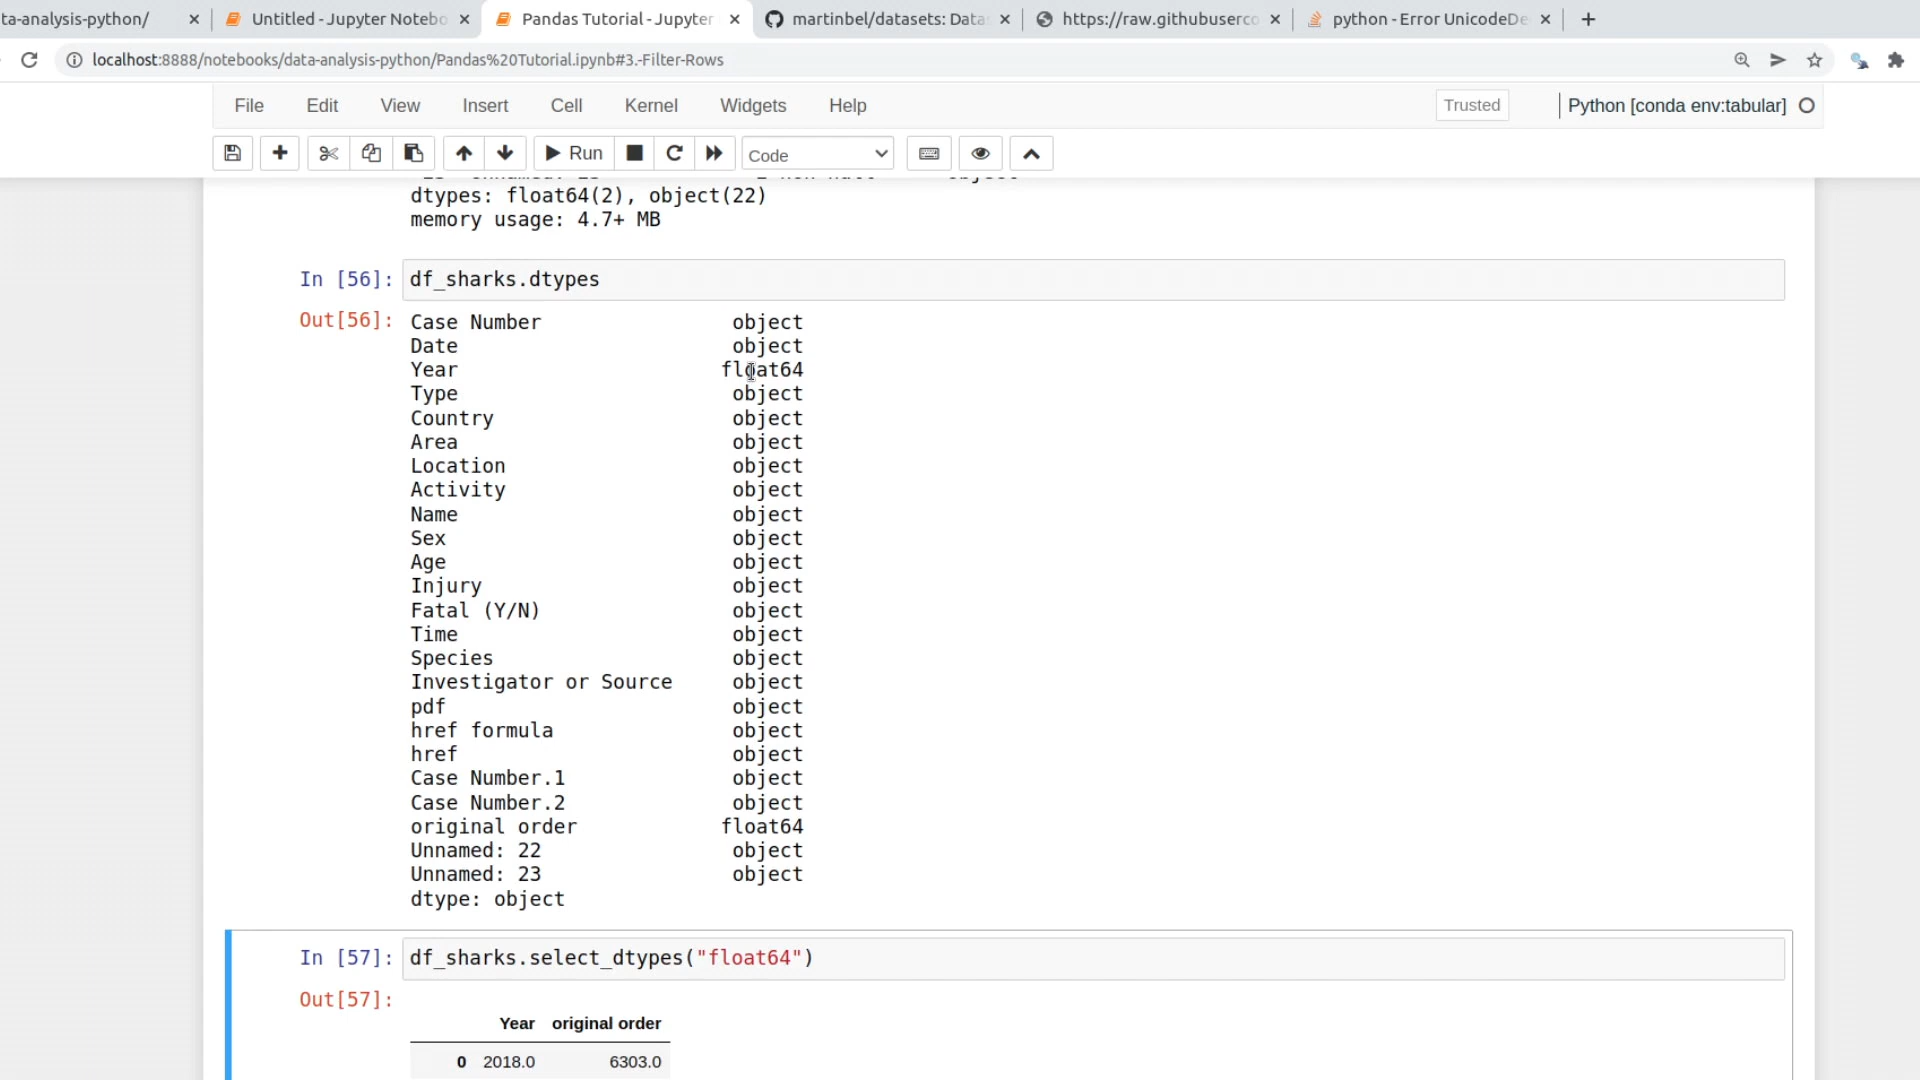 ta-analysis-python/
Untitled - Jupyter Notebo
Pandas Tutorial - Jupyter
martinbel/datasets: Data
https://raw.githubuserco
python - Error UnicodeDe
localhost:8888/notebooks/data-analysis-python/Pandas%20Tutorial.ipynb#3.-Filter-Rows
File Edit View Insert Cell Kernel Widgets Help Trusted Python [conda env:tabular]
Run Code
dtypes: float64(2), object(22)
memory usage: 4.7+ MB
In [56]: df_sharks.dtypes
Out[56]: Case Number object
Date object
Year float64
Type object
Country object
Area object
Location object
Activity object
Name object
Sex object
Age object
Injury object
Fatal (Y/N) object
Time object
Species object
Investigator or Source object
pdf object
href formula object
href object
Case Number.1 object
Case Number.2 object
original order float64
Unnamed: 22 object
Unnamed: 23 object
dtype: object
In [57]: df_sharks.select_dtypes("float64")
Out[57]:
Year original order
0 2018.0 6303.0